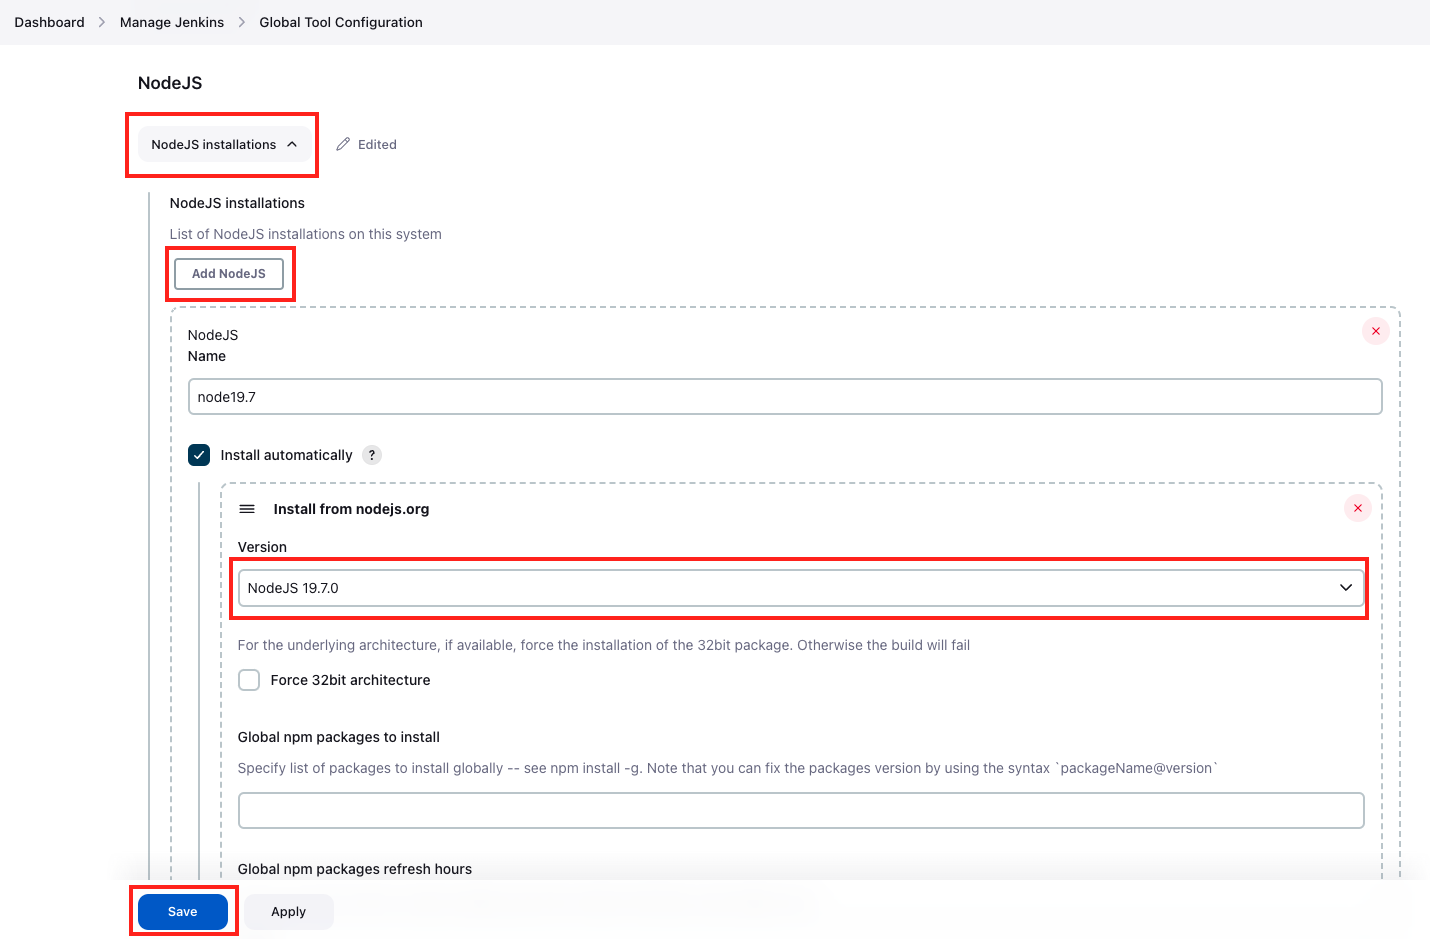 Dashboard > Manage Jenkins > Global Tool Configuration
NodeJS
NodeJS installations
Edited
NodeJS installations
List of NodeJS installations on this system
Add NodeJS
NodeJS
Name
node19.7
Install automatically ?
Install from nodejs.org
Version
NodeJS 19.7.0
For the underlying architecture, if available, force the installation of the 32bit package. Otherwise the build will fail
Force 32bit architecture
Global npm packages to install
Specify list of packages to install globally -- see npm install -g. Note that you can fix the packages version by using the syntax `packageName@version`
Global npm packages refresh hours
Save
Apply